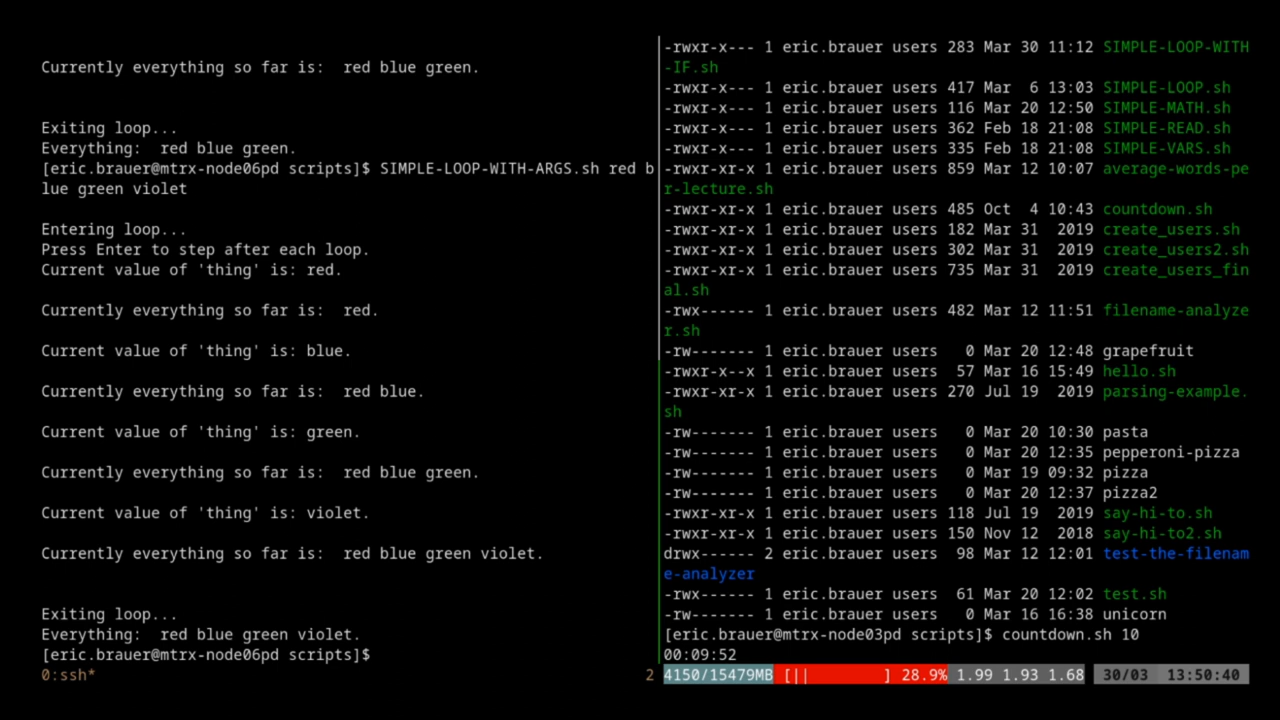 Currently everything so far is:  red blue green.
Exiting loop...
Everything:  red blue green.
[eric.brauer@mtrx-node06pd scripts]$ SIMPLE-LOOP-WITH-ARGS.sh red b
lue green violet
Entering loop...
Press Enter to step after each loop.
Current value of 'thing' is: red.
Currently everything so far is:  red.
Current value of 'thing' is: blue.
Currently everything so far is:  red blue.
Current value of 'thing' is: green.
Currently everything so far is:  red blue green.
Current value of 'thing' is: violet.
Currently everything so far is:  red blue green violet.
Exiting loop...
Everything:  red blue green violet.
[eric.brauer@mtrx-node06pd scripts]$
-rwxr-x--- 1 eric.brauer users 283 Mar 30 11:12 SIMPLE-LOOP-WITH
-IF.sh
-rwxr-x--- 1 eric.brauer users 417 Mar  6 13:03 SIMPLE-LOOP.sh
-rwxr-x--- 1 eric.brauer users 116 Mar 20 12:50 SIMPLE-MATH.sh
-rwxr-x--- 1 eric.brauer users 362 Feb 18 21:08 SIMPLE-READ.sh
-rwxr-x--- 1 eric.brauer users 335 Feb 18 21:08 SIMPLE-VARS.sh
-rwxr-xr-x 1 eric.brauer users 859 Mar 12 10:07 average-words-pe
r-lecture.sh
-rwxr-xr-x 1 eric.brauer users 485 Oct  4 10:43 countdown.sh
-rwxr-xr-x 1 eric.brauer users 182 Mar 31  2019 create_users.sh
-rwxr-xr-x 1 eric.brauer users 302 Mar 31  2019 create_users2.sh
-rwxr-xr-x 1 eric.brauer users 735 Mar 31  2019 create_users_fin
al.sh
-rwx------ 1 eric.brauer users 482 Mar 12 11:51 filename-analyze
r.sh
-rw------- 1 eric.brauer users   0 Mar 20 12:48 grapefruit
-rwxr-x--x 1 eric.brauer users  57 Mar 16 15:49 hello.sh
-rwxr-xr-x 1 eric.brauer users 270 Jul 19  2019 parsing-example.
sh
-rw------- 1 eric.brauer users   0 Mar 20 10:30 pasta
-rw------- 1 eric.brauer users   0 Mar 20 12:35 pepperoni-pizza
-rw------- 1 eric.brauer users   0 Mar 19 09:32 pizza
-rw------- 1 eric.brauer users   0 Mar 20 12:37 pizza2
-rwxr-xr-x 1 eric.brauer users 118 Jul 19  2019 say-hi-to.sh
-rwxr-xr-x 1 eric.brauer users 150 Nov 12  2018 say-hi-to2.sh
drwx------ 2 eric.brauer users  98 Mar 12 12:01 test-the-filenam
e-analyzer
-rwx------ 1 eric.brauer users  61 Mar 20 12:02 test.sh
-rw------- 1 eric.brauer users   0 Mar 16 16:38 unicorn
[eric.brauer@mtrx-node03pd scripts]$ countdown.sh 10
00:09:52
0:ssh* 2 4150/15479MB [||        ] 28.9% 1.99 1.93 1.68 30/03 13:50:40